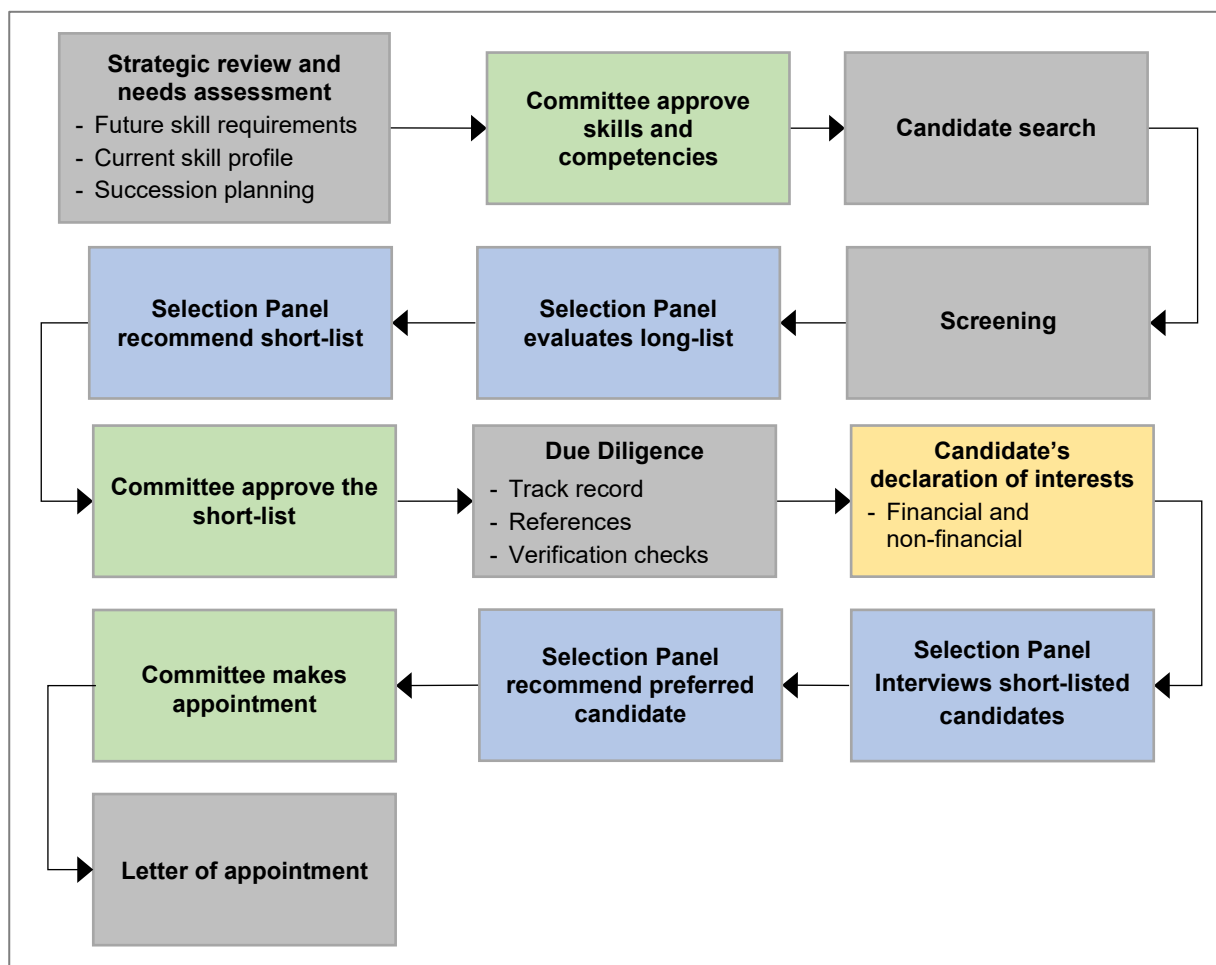 Strategic review and
needs assessment
- Future skill requirements
- Current skill profile
- Succession planning
Committee approve
skills and
competencies
Candidate search
Screening
Selection Panel
evaluates long-list
Selection Panel
recommend short-list
Committee approve the
short-list
Due Diligence
- Track record
- References
- Verification checks
Candidate’s
declaration of interests
- Financial and
non-financial
Selection Panel
Interviews short-listed
candidates
Selection Panel
recommend preferred
candidate
Committee makes
appointment
Letter of appointment